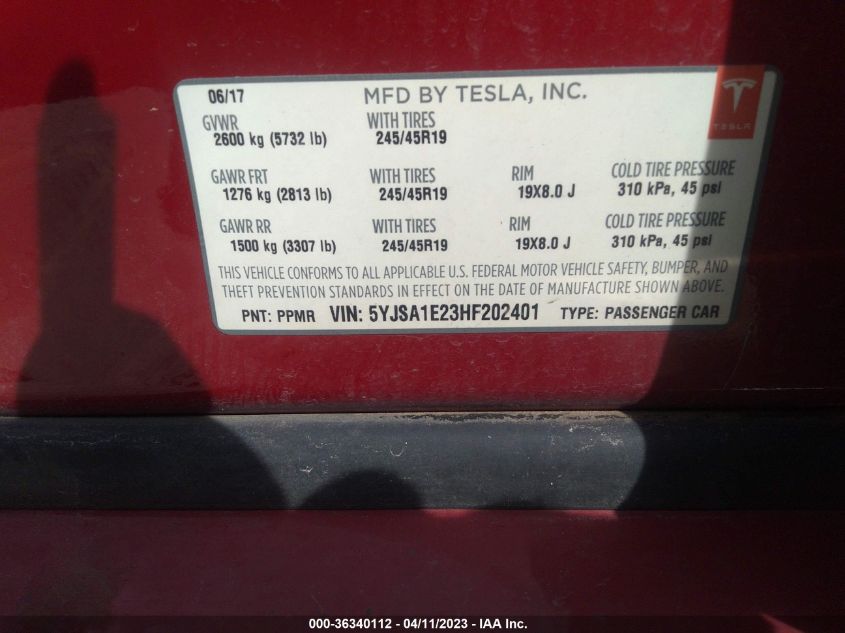 06/17 MFD BY TESLA, INC.
TESLA
GVWR WITH TIRES
2600 kg (5732 lb) 245/45R19
GAWR FRT WITH TIRES RIM COLD TIRE PRESSURE
1276 kg (2813 lb) 245/45R19 19X8.0 J 310 kPa, 45 psi
GAWR RR WITH TIRES RIM COLD TIRE PRESSURE
1500 kg (3307 lb) 245/45R19 19X8.0 J 310 kPa, 45 psi
THIS VEHICLE CONFORMS TO ALL APPLICABLE U.S. FEDERAL MOTOR VEHICLE SAFETY, BUMPER, AND
THEFT PREVENTION STANDARDS IN EFFECT ON THE DATE OF MANUFACTURE SHOWN ABOVE.
PNT: PPMR VIN: 5YJSA1E23HF202401 TYPE: PASSENGER CAR
000-36340112 - 04/11/2023 - IAA Inc.